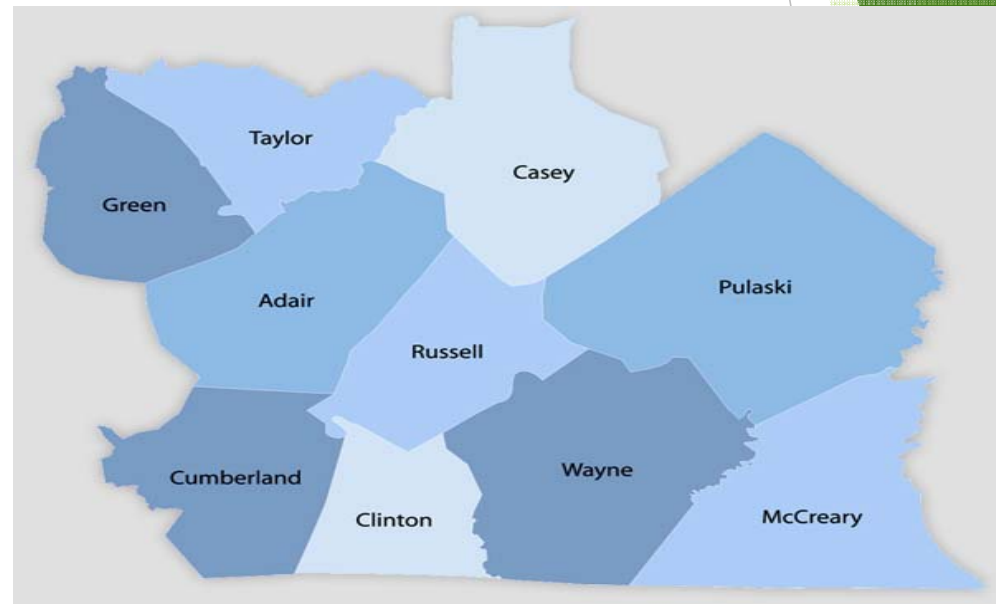 Taylor
Casey
Green
Pulaski
Adair
Russell
Wayne
Cumberland
McCreary
Clinton